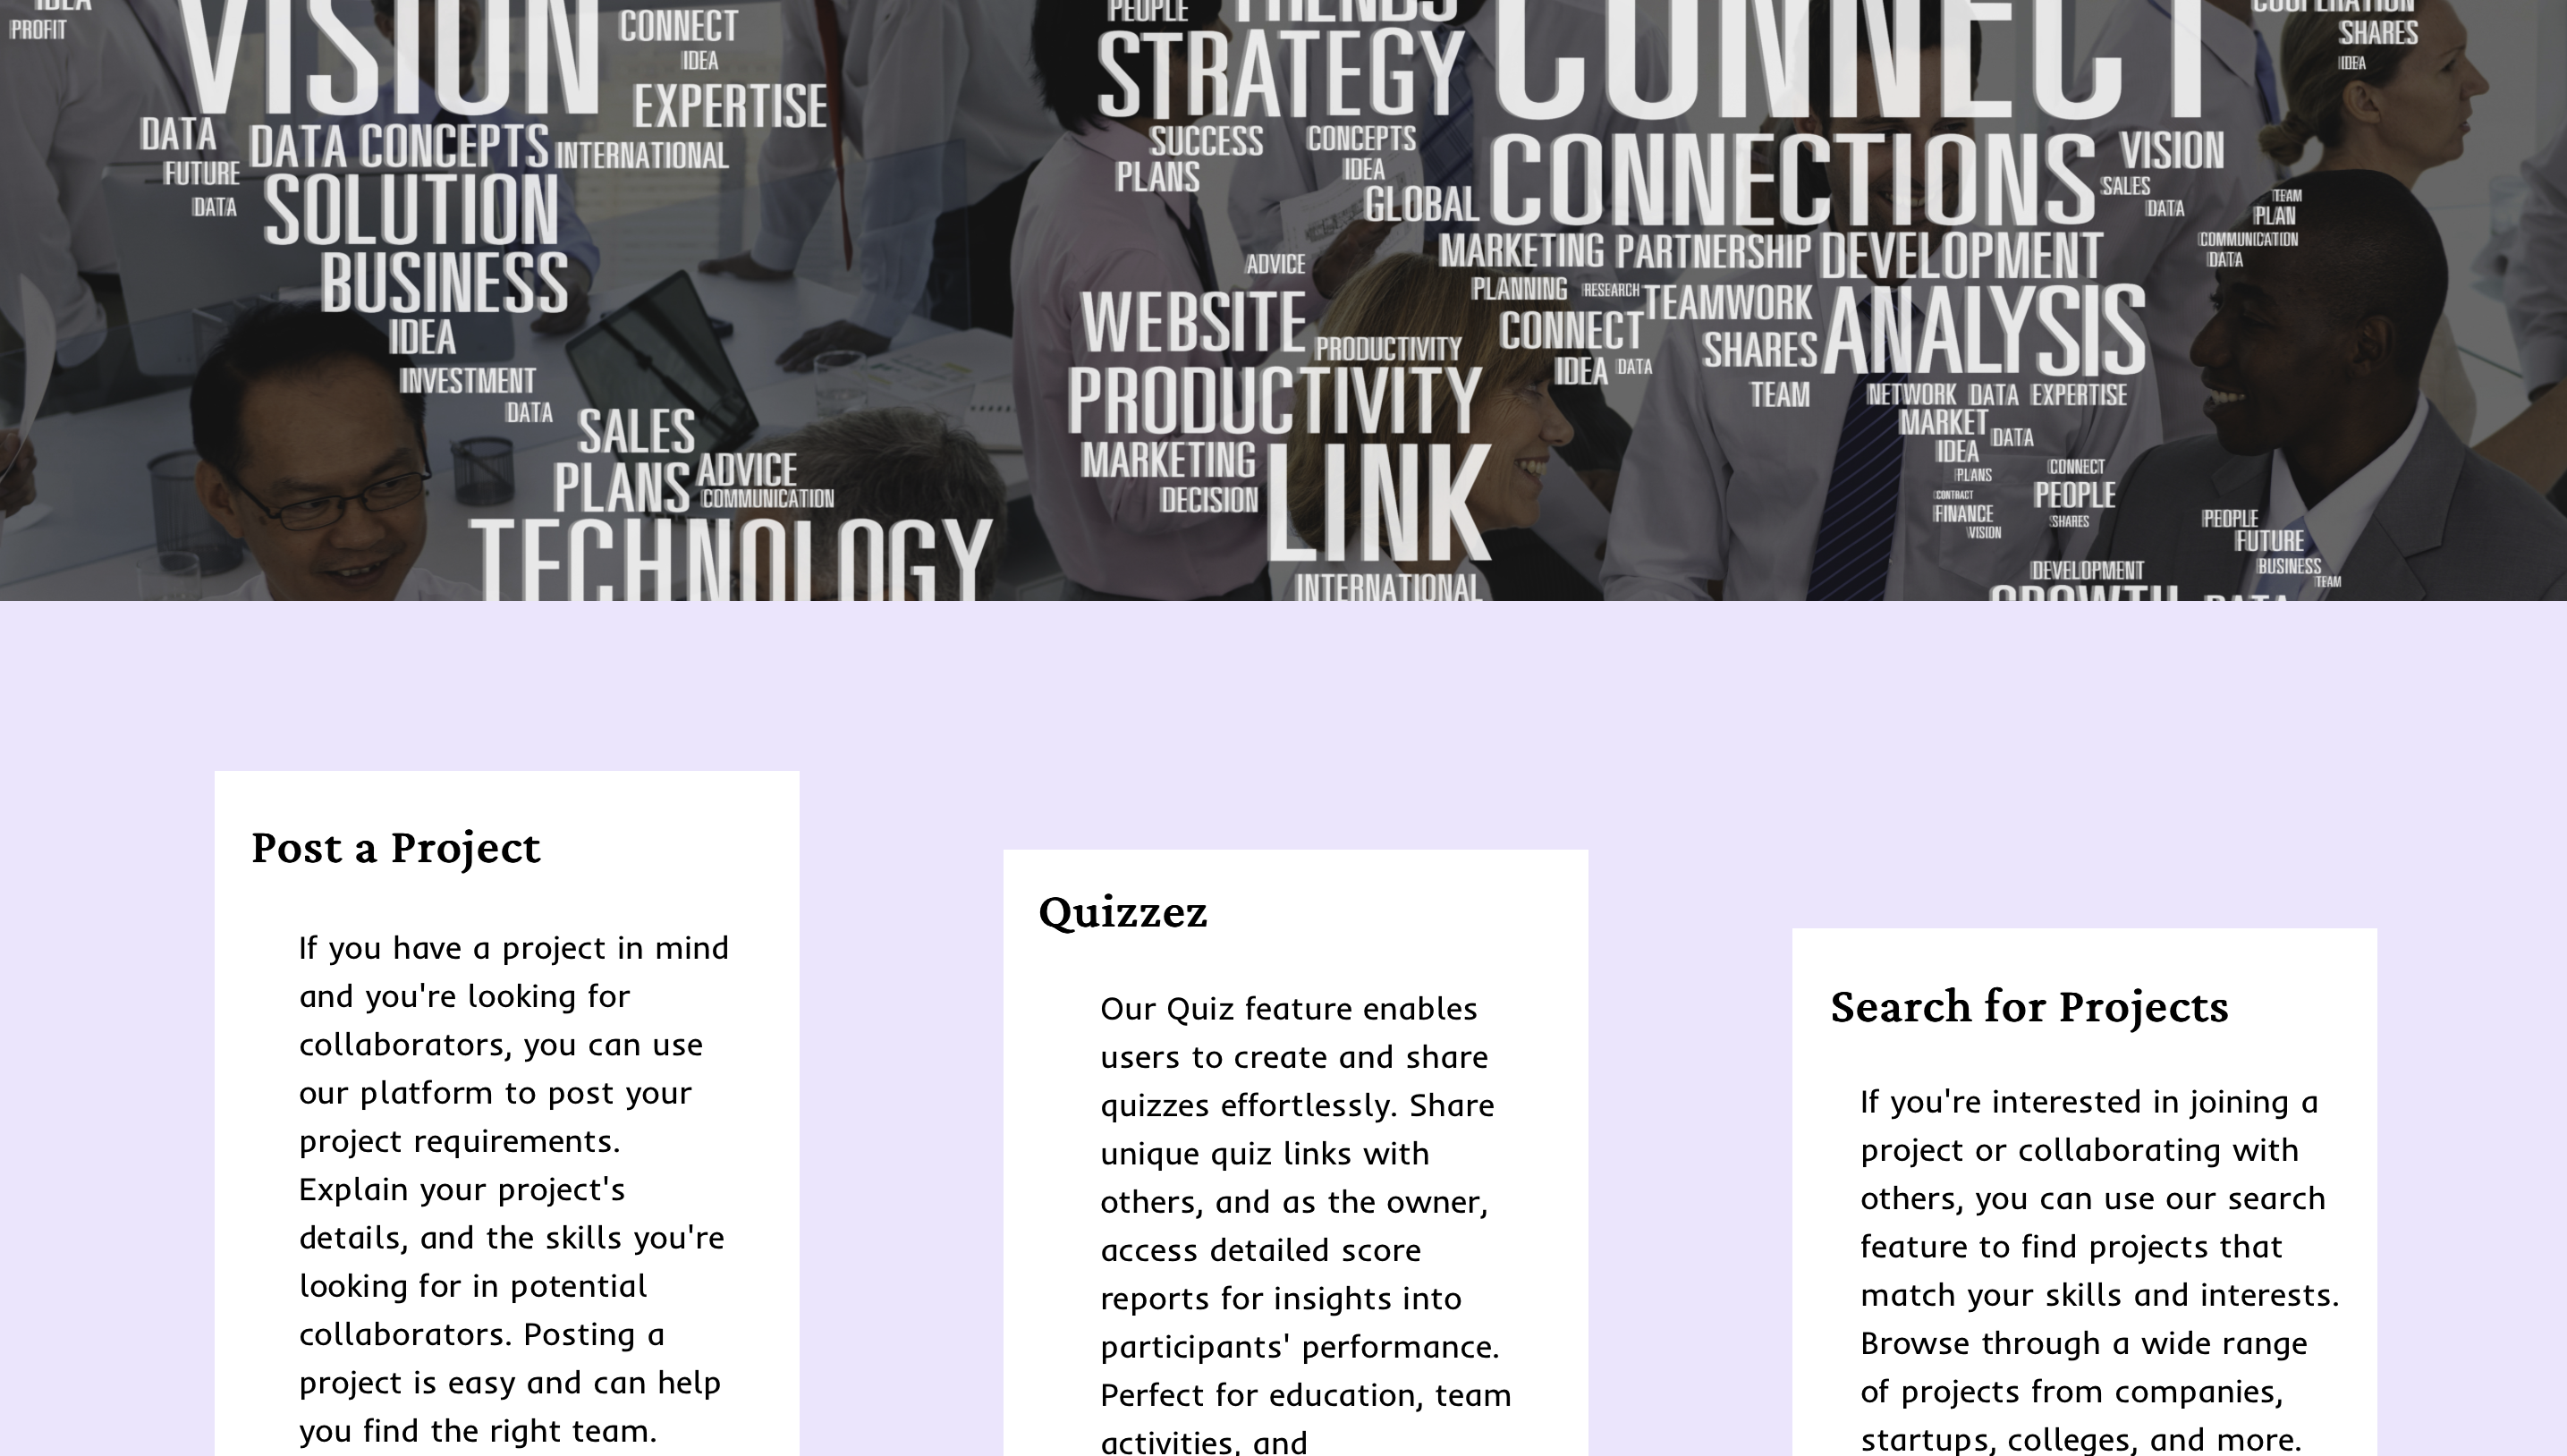 IDEA
PROFIT
VISION
CONNECT
IDEA
EXPERTISE
DATA
DATA CONCEPTS
INTERNATIONAL
FUTURE
SOLUTION
DATA
BUSINESS
IDEA
INVESTMENT
DATA
SALES
PLANS
ADVICE
COMMUNICATION
TECHNOLOGY
PEOPLE
TRENDS
STRATEGY
SUCCESS
CONCEPTS
PLANS
IDEA
GLOBAL
CONNECT
CONNECTIONS
COOPERATION
SHARES
IDEA
VISION
SALES
DATA
TEAM
PLAN
COMMUNICATION
DATA
MARKETING PARTNERSHIP DEVELOPMENT
ADVICE
PLANNING
RESEARCH
TEAMWORK
ANALYSIS
WEBSITE
PRODUCTIVITY
CONNECT
SHARES
IDEA
DATA
TEAM
PRODUCTIVITY
NETWORK DATA EXPERTISE
MARKET
DATA
IDEA
PLANS
CONNECT
MARKETING
LINK
DECISION
CONTRACT
PEOPLE
FINANCE
SHARES
VISION
PEOPLE
FUTURE
BUSINESS
TEAM
INTERNATIONAL
DEVELOPMENT
GROWTH
DATA
Post a Project
If you have a project in mind
and you're looking for
collaborators, you can use
our platform to post your
project requirements.
Explain your project's
details, and the skills you're
looking for in potential
collaborators. Posting a
project is easy and can help
you find the right team.
Quizzez
Our Quiz feature enables
users to create and share
quizzes effortlessly. Share
unique quiz links with
others, and as the owner,
access detailed score
reports for insights into
participants' performance.
Perfect for education, team
activities, and
Search for Projects
If you're interested in joining a
project or collaborating with
others, you can use our search
feature to find projects that
match your skills and interests.
Browse through a wide range
of projects from companies,
startups, colleges, and more.